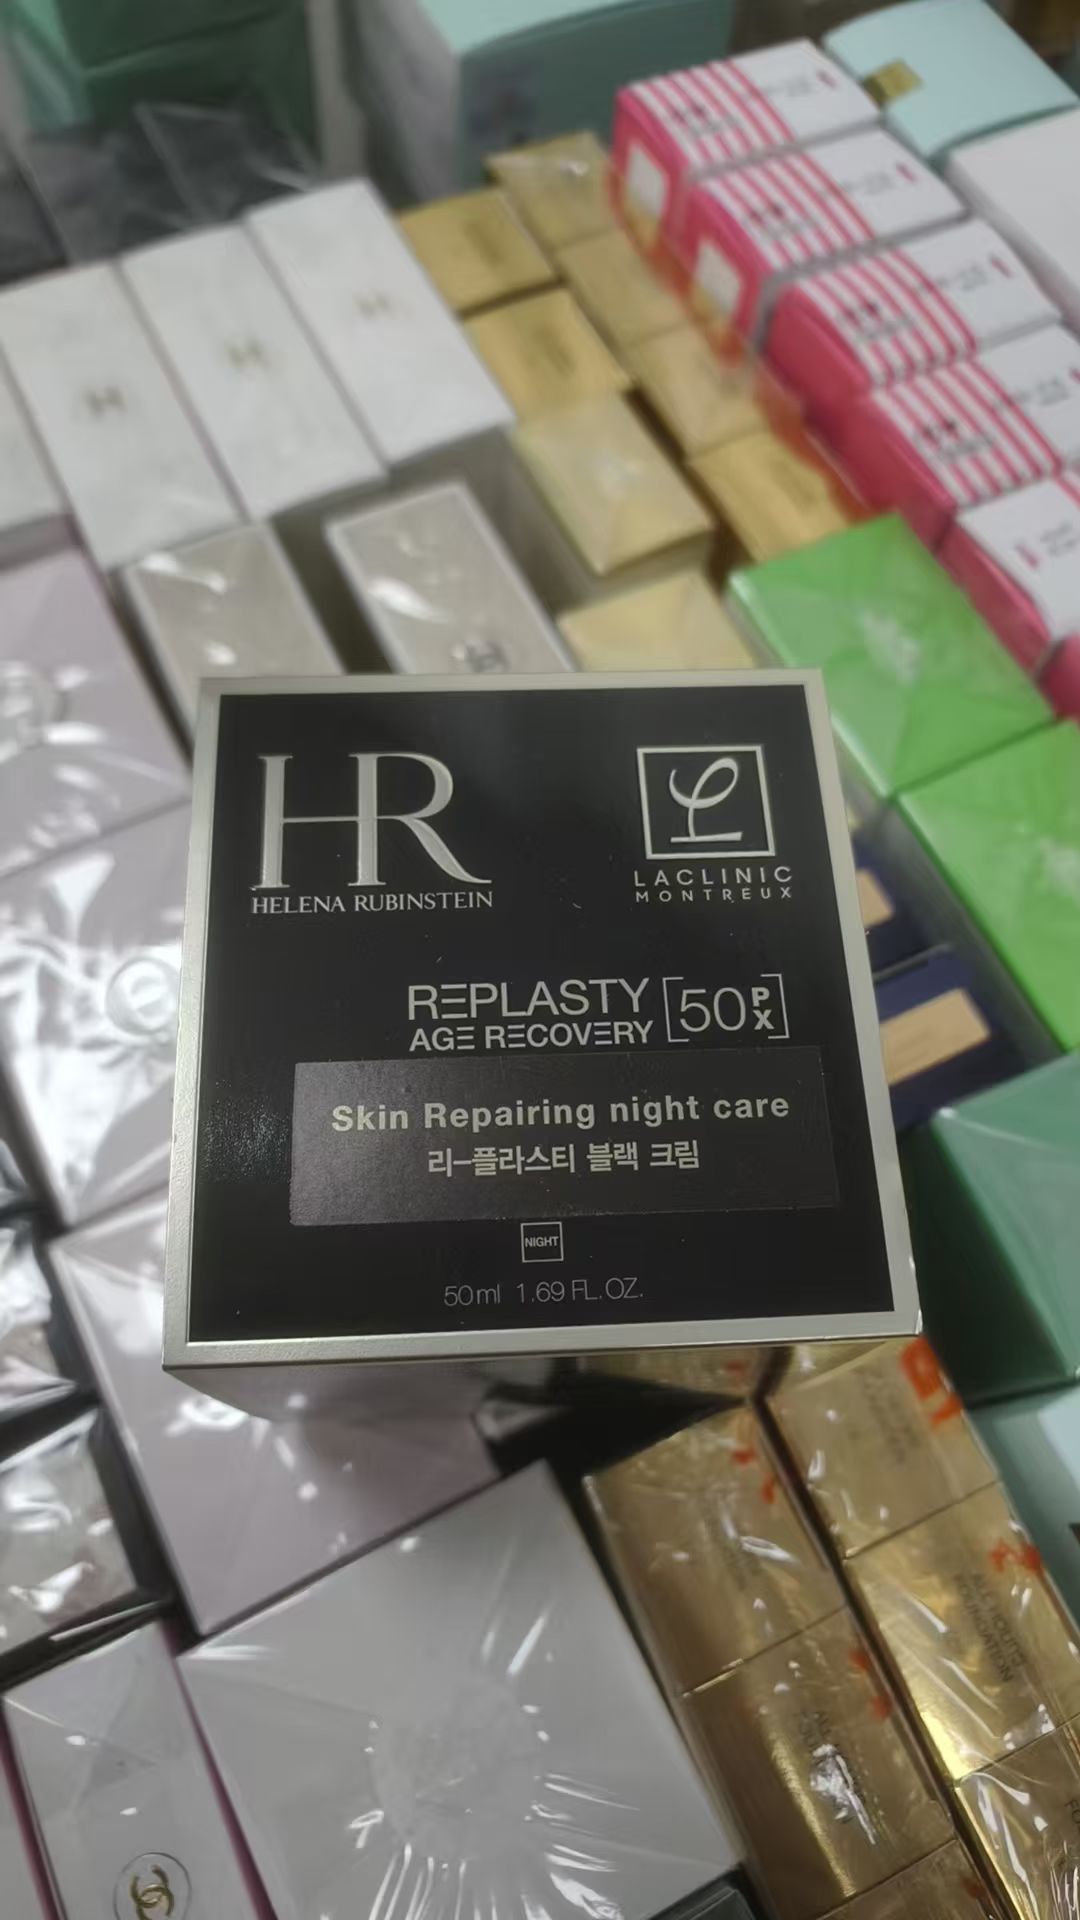 HR
HELENA RUBINSTEIN
LACLINIC
MONTREUX
REPLASTY
AGE RECOVERY
50 PX
Skin Repairing night care
리-플라스티 블랙 크림
NIGHT
50ml 1.69 FL.OZ.